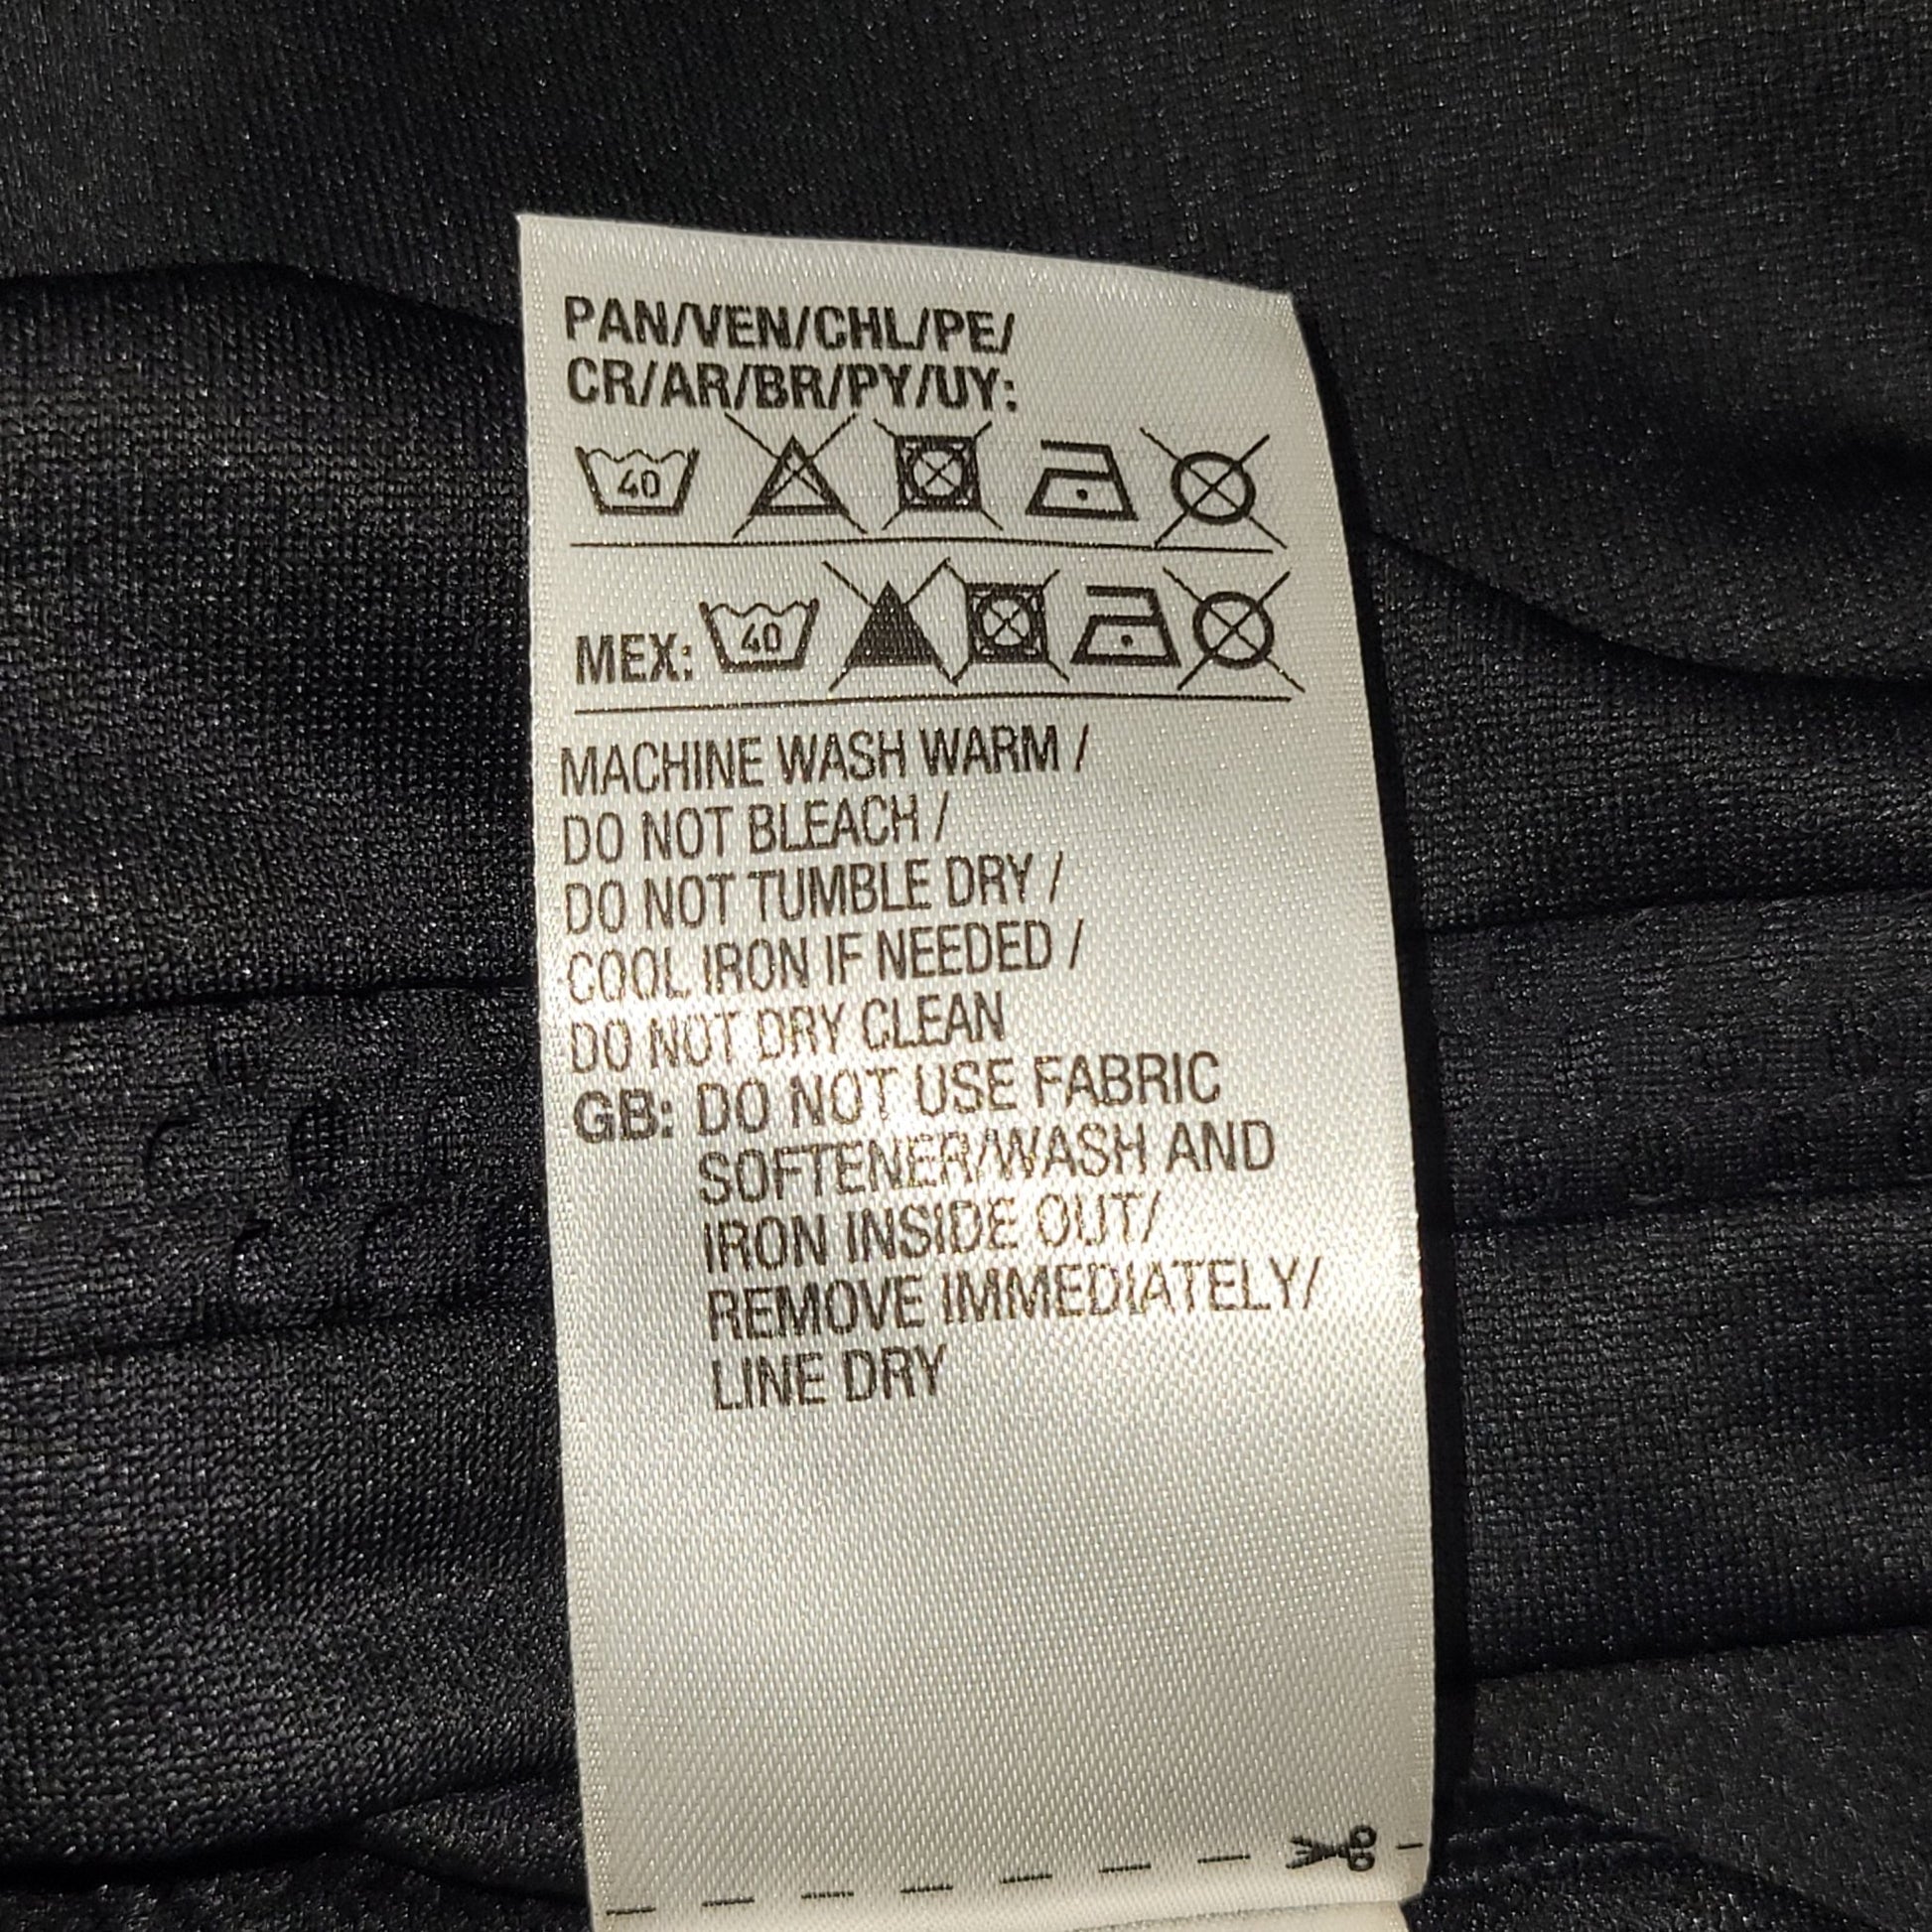 PAN/VEN/CHL/PE/
CR/AR/BR/PY/UY:
40
MEX: 40
MACHINE WASH WARM /
DO NOT BLEACH /
DO NOT TUMBLE DRY /
COOL IRON IF NEEDED /
DO NOT DRY CLEAN
GB: DO NOT USE FABRIC
SOFTENER/WASH AND
IRON INSIDE OUT/
REMOVE IMMEDIATELY/
LINE DRY